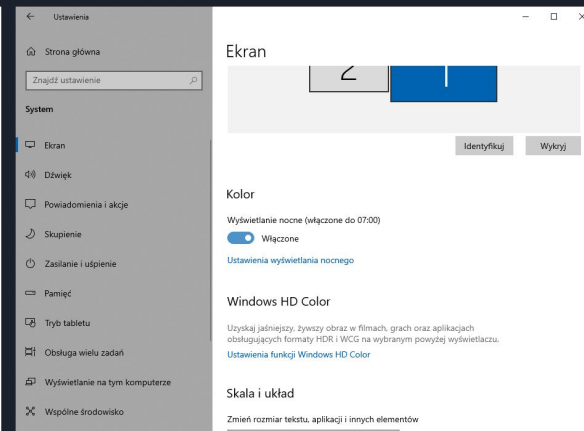 Ustawienia
Strona główna
Znajdź ustawienie
System
Ekran
Dźwięk
Powiadomienia i akcje
Skupienie
Zasilanie i uśpienie
Pamięć
Tryb tabletu
Obsługa wielu zadań
Wyświetlanie na tym komputerze
Wspólne środowisko
Ekran
2
1
Identyfikuj
Wykryj
Kolor
Wyświetlanie nocne (włączone do 07:00)
Włączone
Ustawienia wyświetlania nocnego
Windows HD Color
Uzyskaj jaśniejszy, żywszy obraz w filmach, grach oraz aplikacjach
obsługujących formaty HDR i WCG na wybranym powyżej wyświetlaczu.
Ustawienia funkcji Windows HD Color
Skala i układ
Zmień rozmiar tekstu, aplikacji i innych elementów